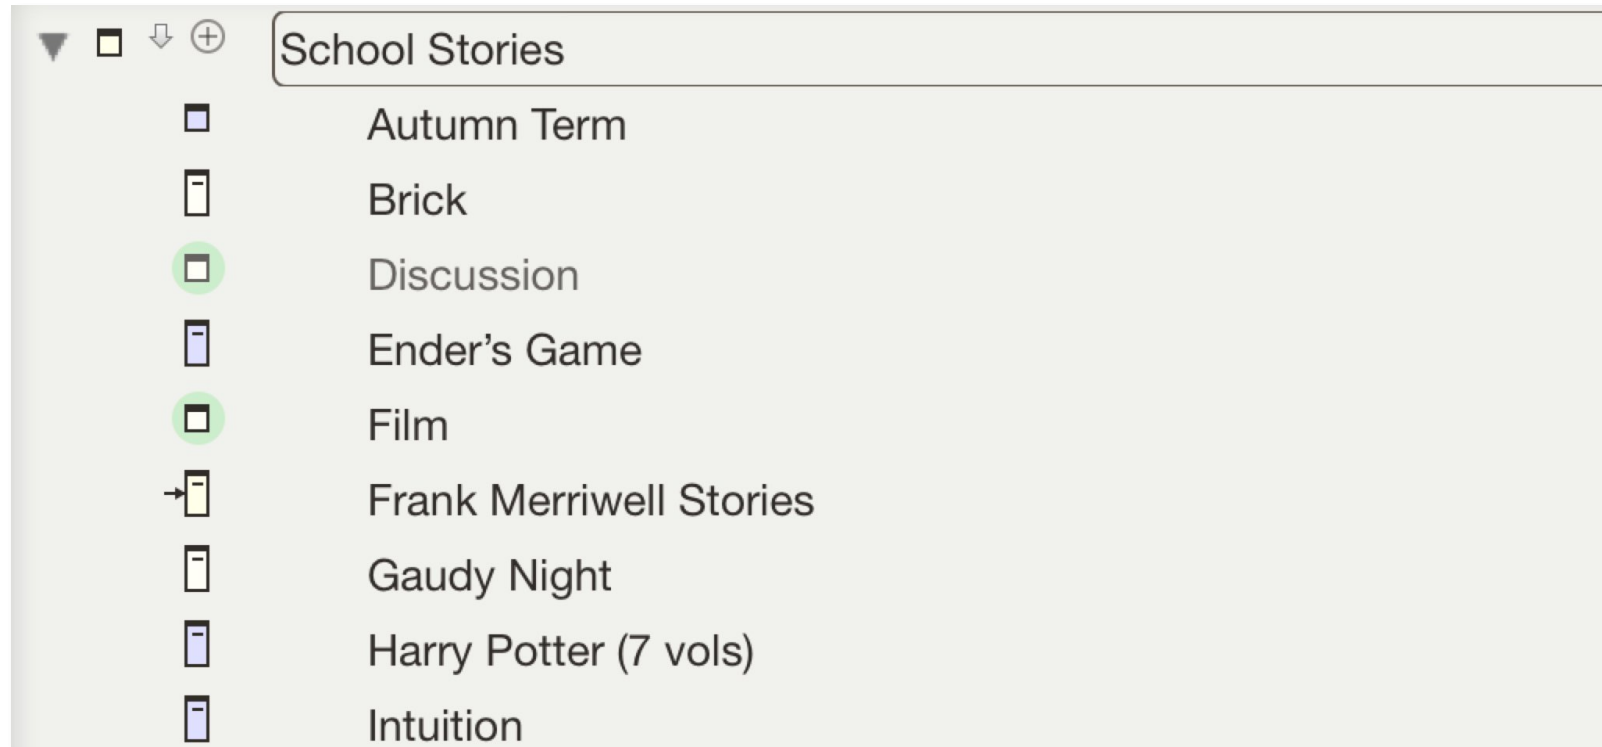 School Stories
Autumn Term
Brick
Discussion
Ender’s Game
Film
Frank Merriwell Stories
Gaudy Night
Harry Potter (7 vols)
Intuition